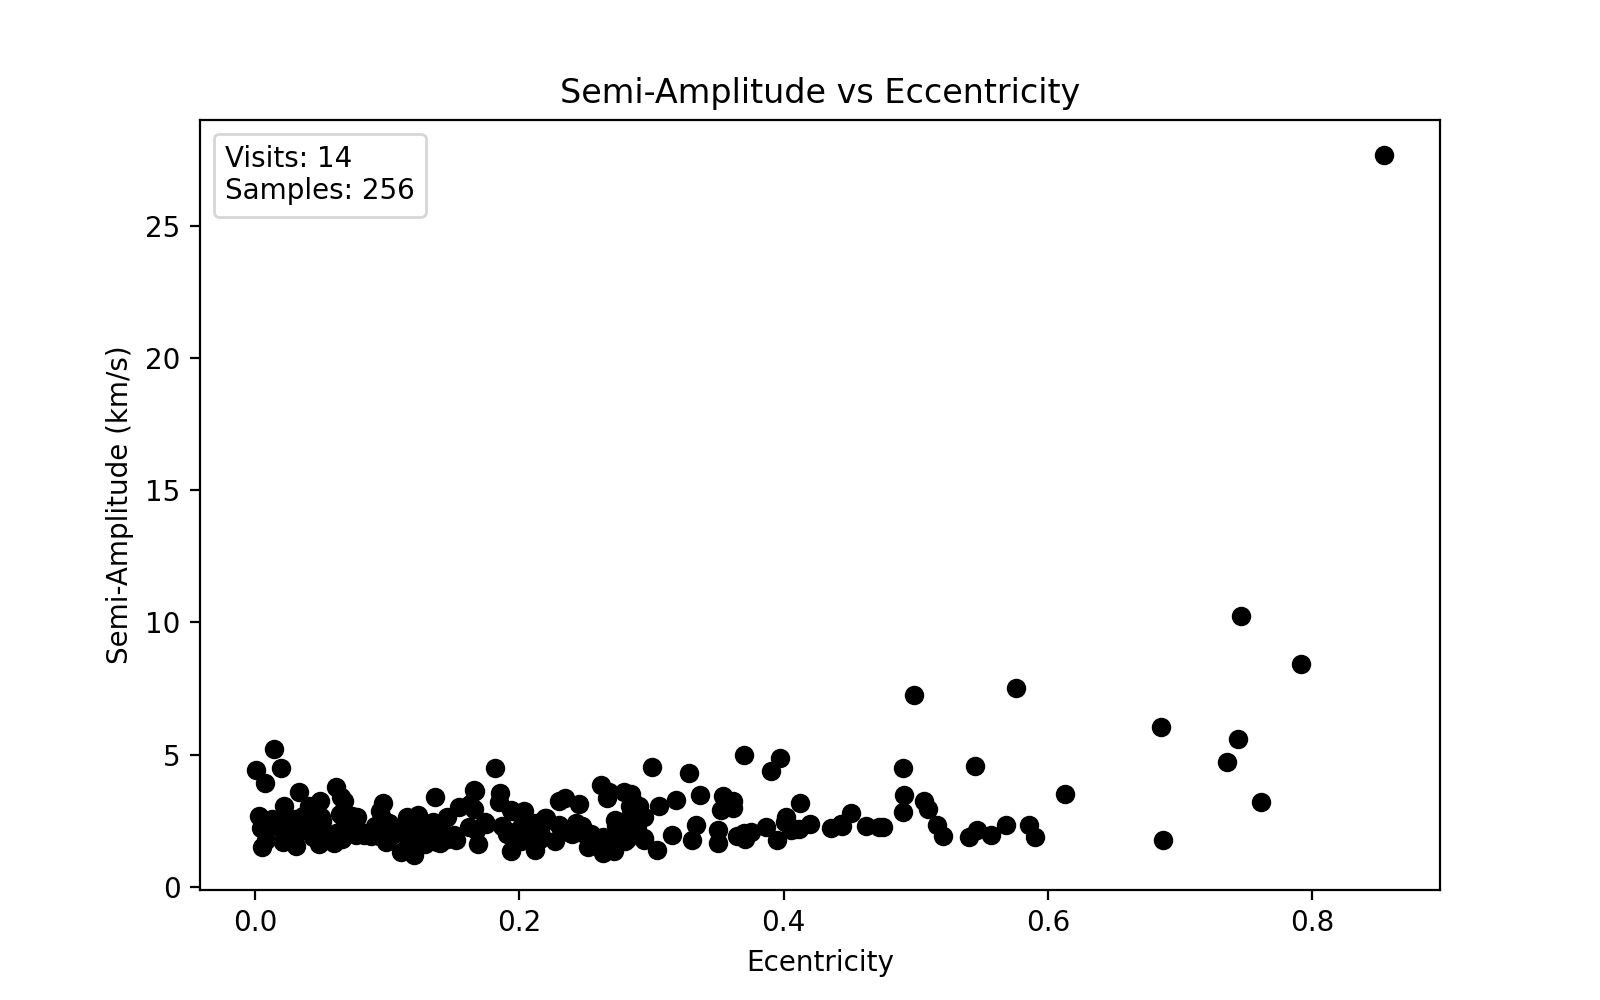 Semi-Amplitude vs Eccentricity
Visits: 14
Samples: 256
Semi-Amplitude (km/s)
25
20
15
10
5
0
0.0 0.2 0.4 0.6 0.8
Ecentricity